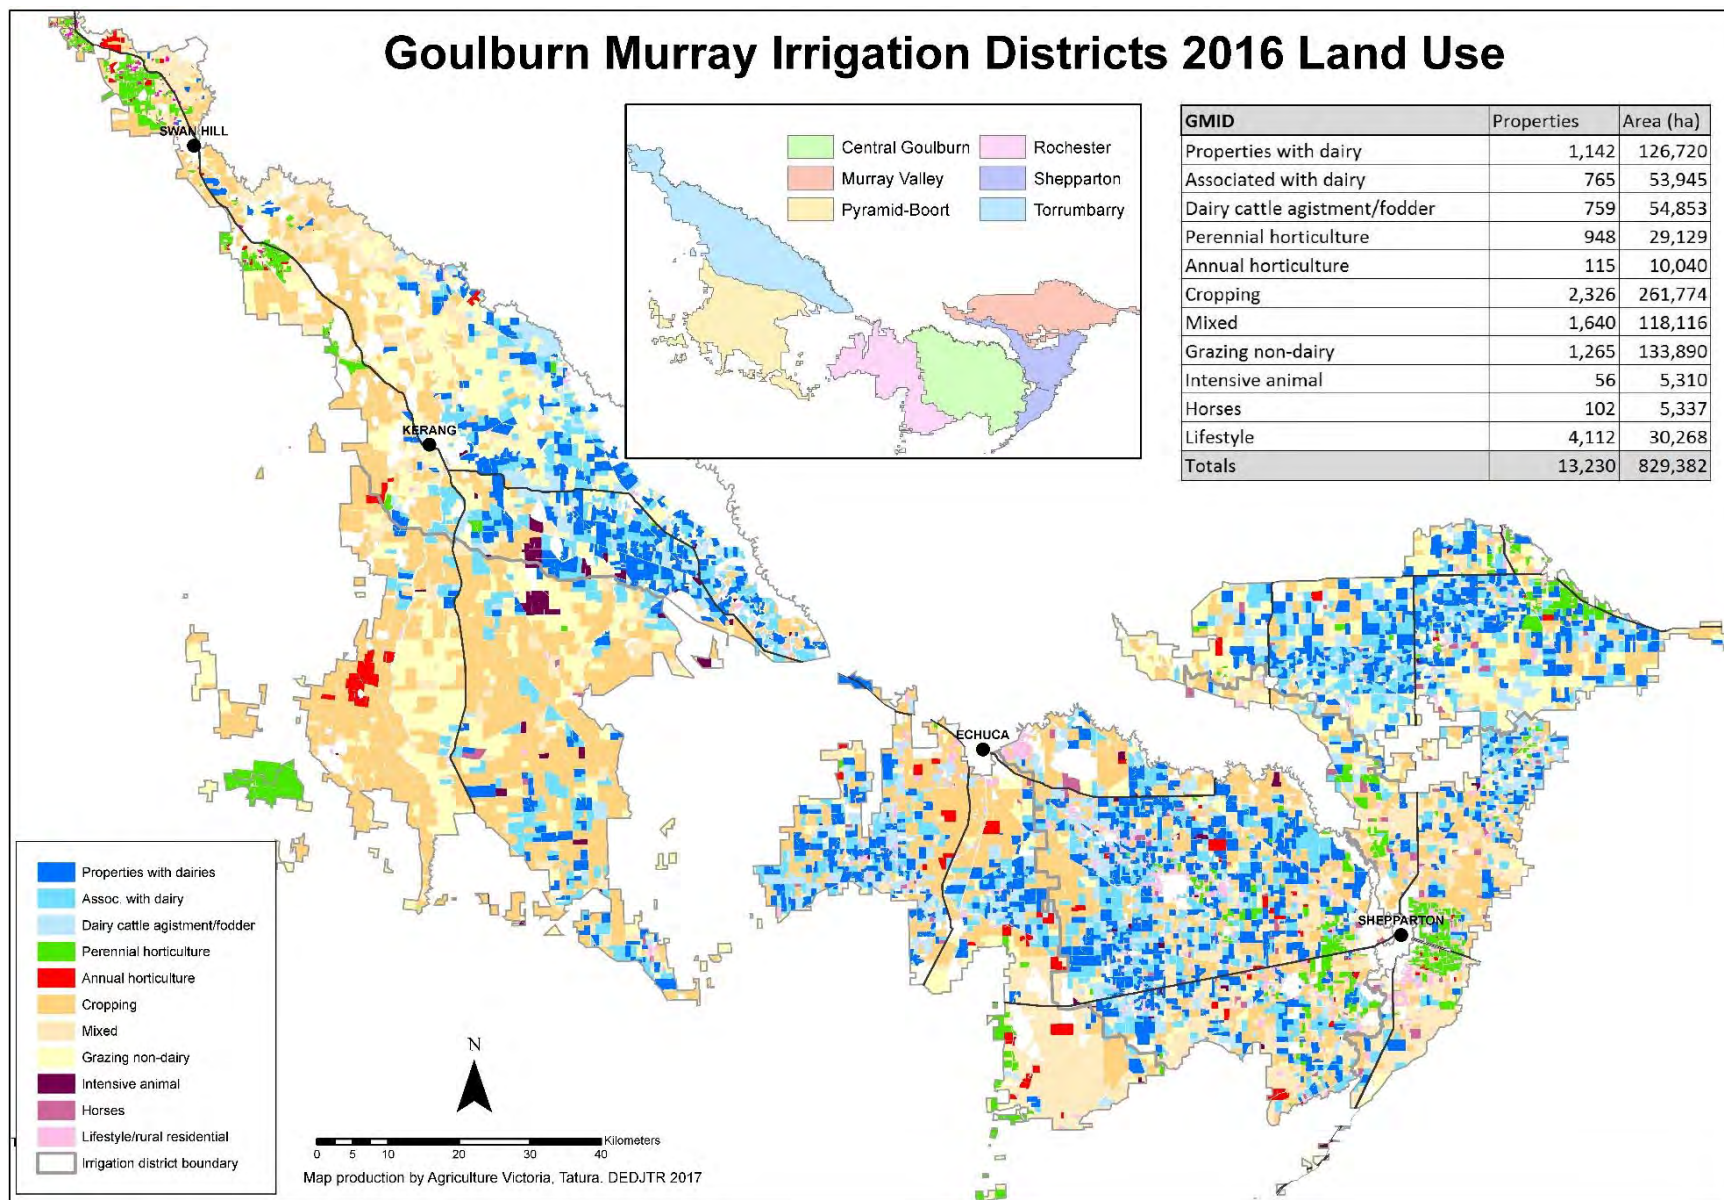 Goulburn Murray Irrigation Districts 2016 Land Use
SWAN HILL
KERANG
ECHUCA
SHEPPARTON
Central Goulburn
Rochester
Murray Valley
Shepparton
Pyramid-Boort
Torrumbarry
GMID Properties Area (ha)
Properties with dairy 1,142 126,720
Associated with dairy 765 53,945
Dairy cattle agistment/fodder 759 54,853
Perennial horticulture 948 29,129
Annual horticulture 115 10,040
Cropping 2,326 261,774
Mixed 1,640 118,116
Grazing non-dairy 1,265 133,890
Intensive animal 56 5,310
Horses 102 5,337
Lifestyle 4,112 30,268
Totals 13,230 829,382
Properties with dairies
Assoc. with dairy
Dairy cattle agistment/fodder
Perennial horticulture
Annual horticulture
Cropping
Mixed
Grazing non-dairy
Intensive animal
Horses
Lifestyle/rural residential
Irrigation district boundary
N
Kilometers
0 5 10 20 30 40
Map production by Agriculture Victoria, Tatura. DEDJTR 2017